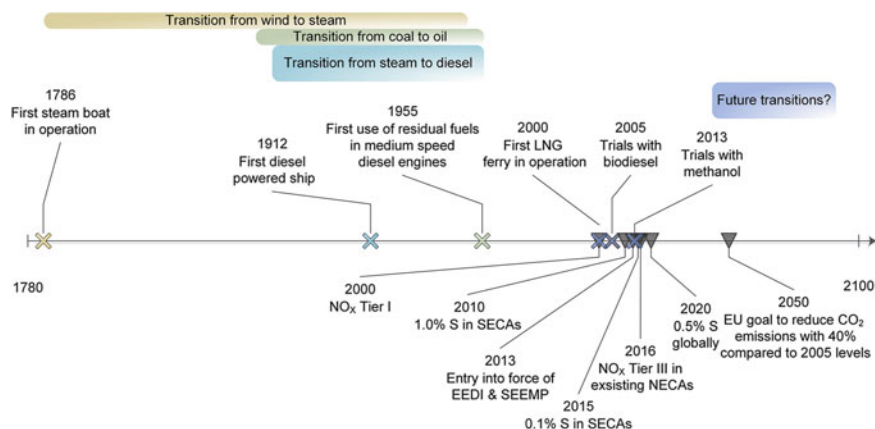 Transition from wind to steam
Transition from coal to oil
Transition from steam to diesel
Future transitions?
1786
First steam boat
in operation
1912
First diesel
powered ship
1955
First use of residual fuels
in medium speed
diesel engines
2000
First LNG
ferry in operation
2005
Trials with
biodiesel
2013
Trials with
methanol
1780
2100
2000
NOX Tier I
2010
1.0% S in SECAs
2013
Entry into force of
EEDI & SEEMP
2015
0.1% S in SECAs
2016
NOX Tier III in
exsisting NECAs
2020
0.5% S
globally
2050
EU goal to reduce CO2
emissions with 40%
compared to 2005 levels